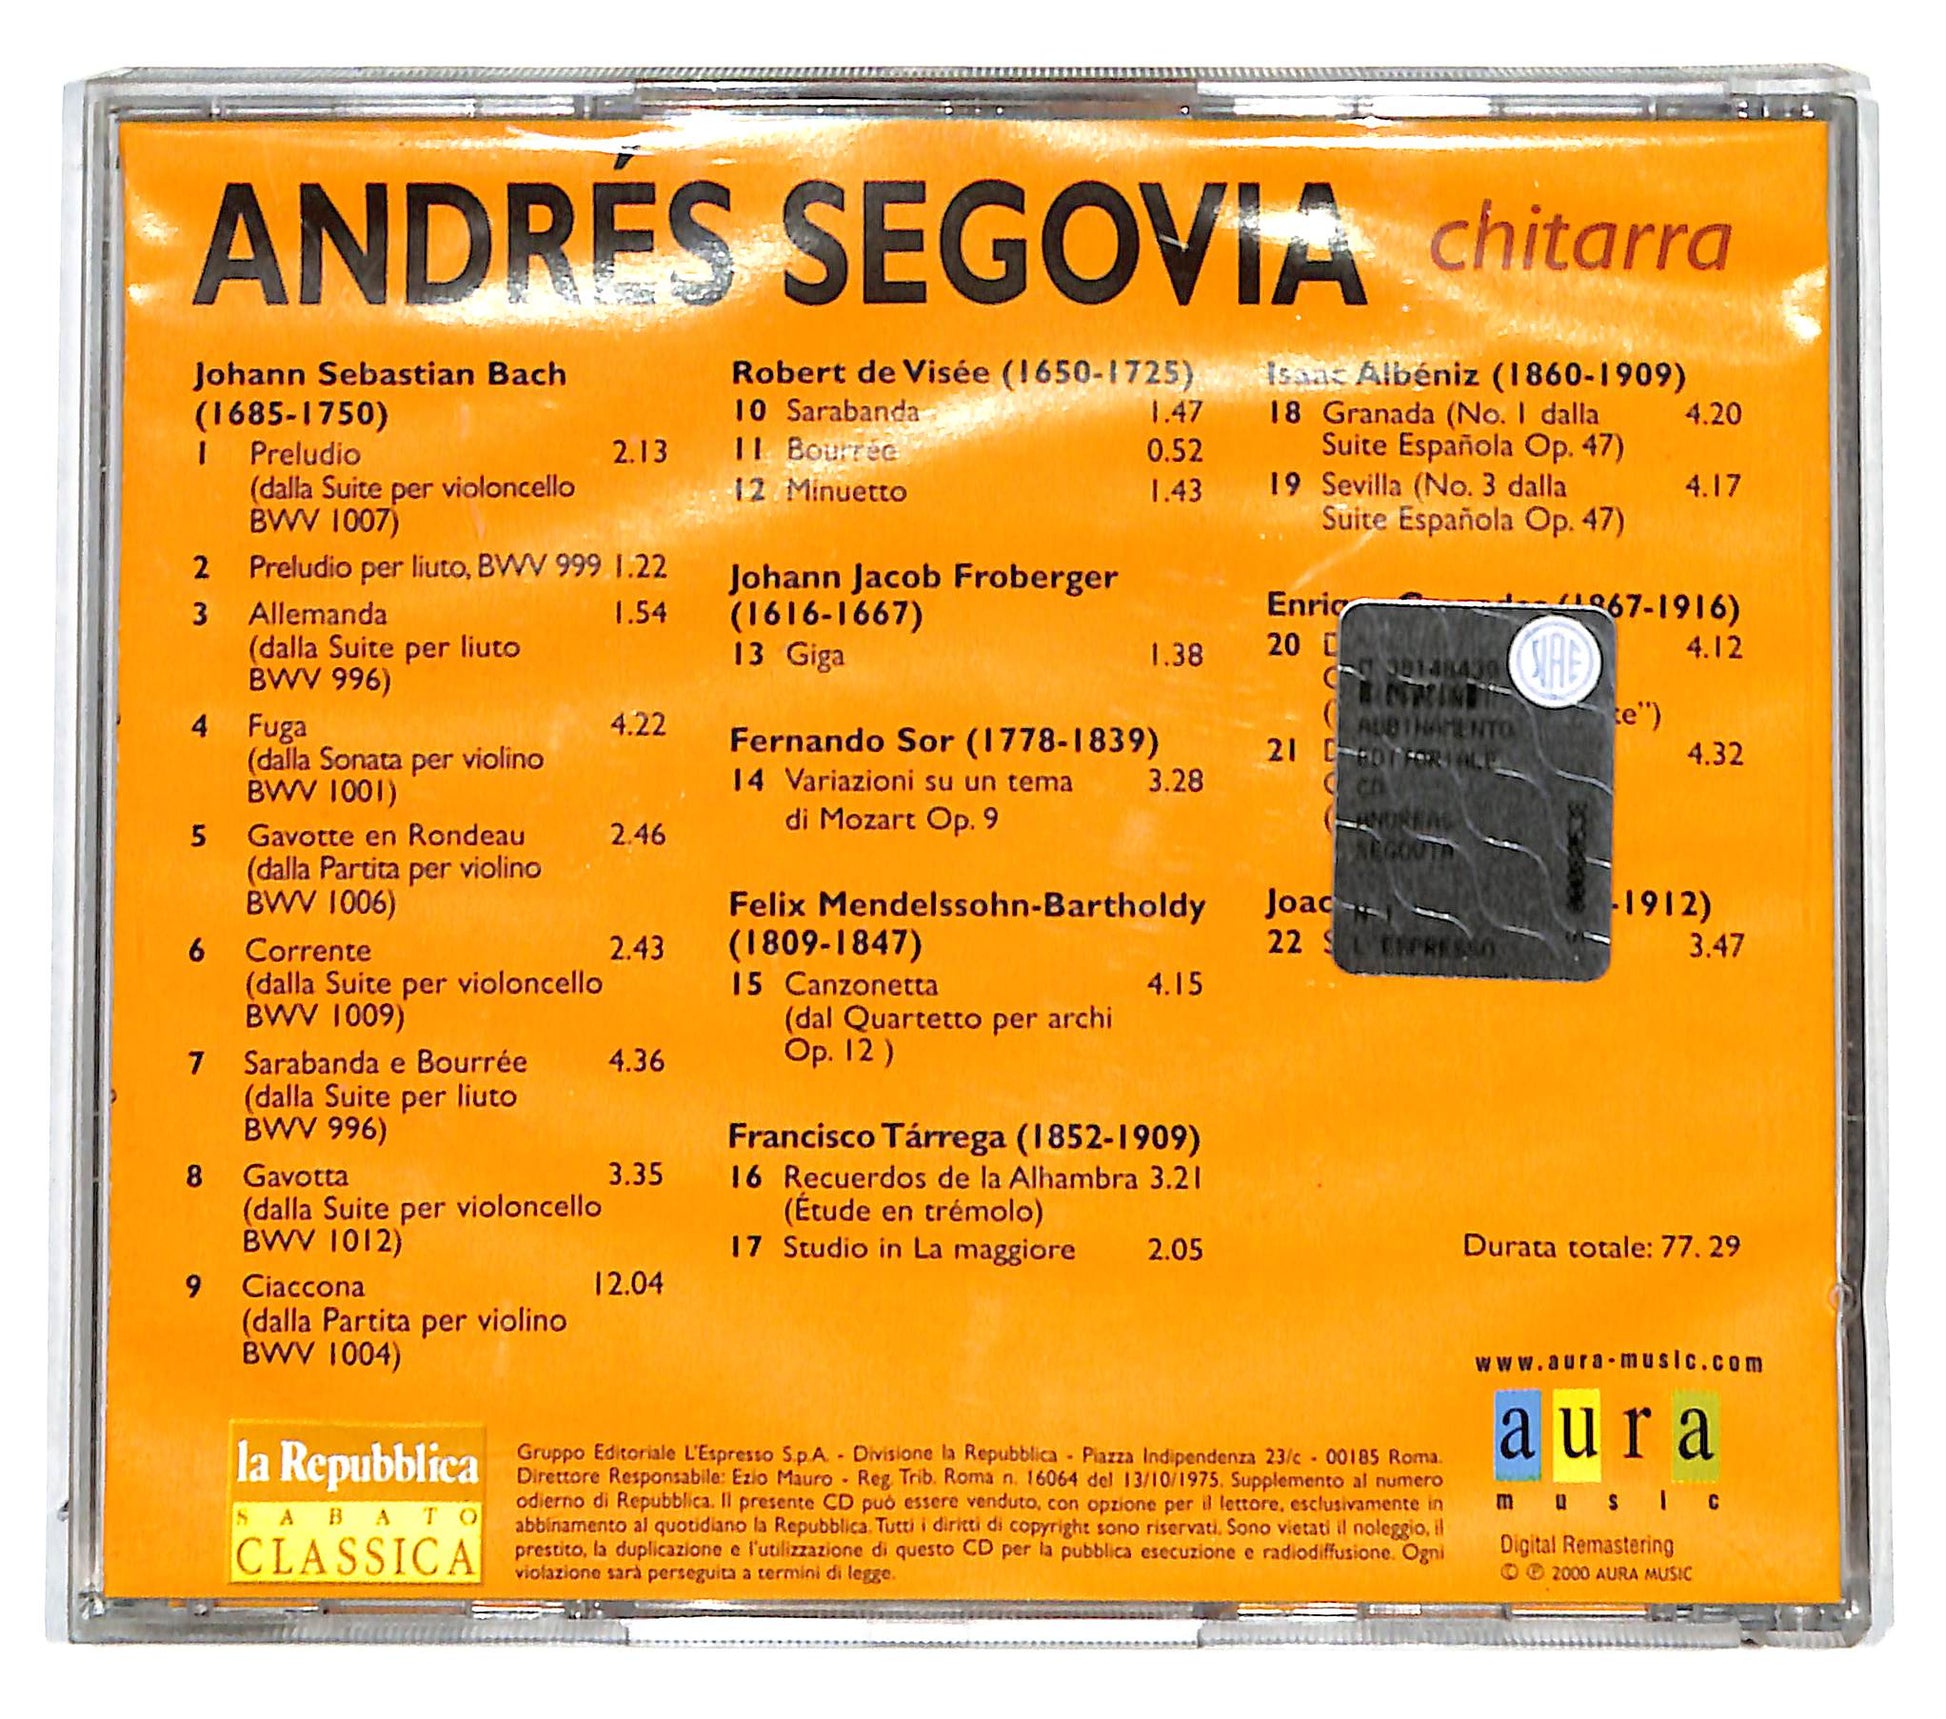 ANDRÉS SEGOVIA chitarra
Johann Sebastian Bach
(1685-1750)
1 Preludio 2.13
(dalla Suite per violoncello
BWV 1007)
2 Preludio per liuto, BWV 999 1.22
3 Allemanda 1.54
(dalla Suite per liuto
BWV 996)
4 Fuga 4.22
(dalla Sonata per violino
BWV 1001)
5 Gavotte en Rondeau 2.46
(dalla Partita per violino
BWV 1006)
6 Corrente 2.43
(dalla Suite per violoncello
BWV 1009)
7 Sarabanda e Bourrée 4.36
(dalla Suite per liuto
BWV 996)
8 Gavotta 3.35
(dalla Suite per violoncello
BWV 1012)
9 Ciaccona 12.04
(dalla Partita per violino
BWV 1004)
Robert de Visée (1650-1725)
10 Sarabanda 1.47
11 Bourrée 0.52
12 Minuetto 1.43
Johann Jacob Froberger
(1616-1667)
13 Giga 1.38
Fernando Sor (1778-1839)
14 Variazioni su un tema 3.28
di Mozart Op. 9
Felix Mendelssohn-Bartholdy
(1809-1847)
15 Canzonetta 4.15
(dal Quartetto per archi
Op. 12 )
Francisco Tárrega (1852-1909)
16 Recuerdos de la Alhambra 3.21
(Étude en trémolo)
17 Studio in La maggiore 2.05
Isaac Albéniz (1860-1909)
18 Granada (No. 1 dalla 4.20
Suite Española Op. 47)
19 Sevilla (No. 3 dalla 4.17
Suite Española Op. 47)
(1867-1916)
20 4.12
21 4.32
-1912)
22 3.47
SIAE
ABBINAMENTO
EDITORIALE
CD
ANDREAS
SEGOVIA
L'ESPRESSO
Durata totale: 77. 29
www.aura-music.com
aura
music
Digital Remastering
© ℗ 2000 AURA MUSIC
la Repubblica
SABATO
CLASSICA
Gruppo Editoriale L'Espresso S.p.A. - Divisione la Repubblica - Piazza Indipendenza 23/c - 00185 Roma.
Direttore Responsabile: Ezio Mauro - Reg. Trib. Roma n. 16064 del 13/10/1975. Supplemento al numero
odierno di Repubblica. Il presente CD può essere venduto, con opzione per il lettore, esclusivamente in
abbinamento al quotidiano la Repubblica. Tutti i diritti di copyright sono riservati. Sono vietati il noleggio, il
prestito, la duplicazione e l'utilizzazione di questo CD per la pubblica esecuzione e radiodiffusione. Ogni
violazione sarà perseguita a termini di legge.